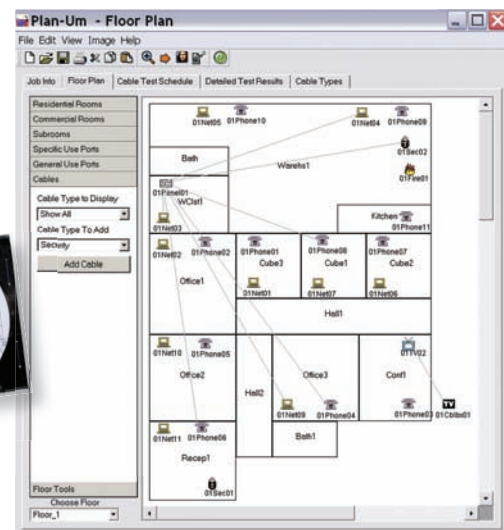 Plan-Um - Floor Plan
File Edit View Image Help
Job Info Floor Plan Cable Test Schedule Detailed Test Results Cable Types
Residential Rooms
Commercial Rooms
Subrooms
Specific Use Ports
General Use Ports
Cables
Cable Type to Display
Show All
Cable Type To Add
Security
Add Cable
Floor Tools
Choose Floor
Floor_1
01Net05 01Phone10
01Net04 01Phone09
01Sec02
Bath
Warehs1
01Fire01
01Panel01
WClst1
Kitchen
01Net03
01Phone11
01Net02 01Phone02 01Phone01 01Phone08 01Phone07
Cube3 Cube1 Cube2
Office1
01Net01 01Net07 01Net06
Hall1
01Net10 01Phone05
01TV02
Office2
Office3
Conf1
Hall2
01Net09 01Phone04 01Phone03 TV 01Cblbx01
01Net11 01Phone06
Bath1
Recep1
01Sec01